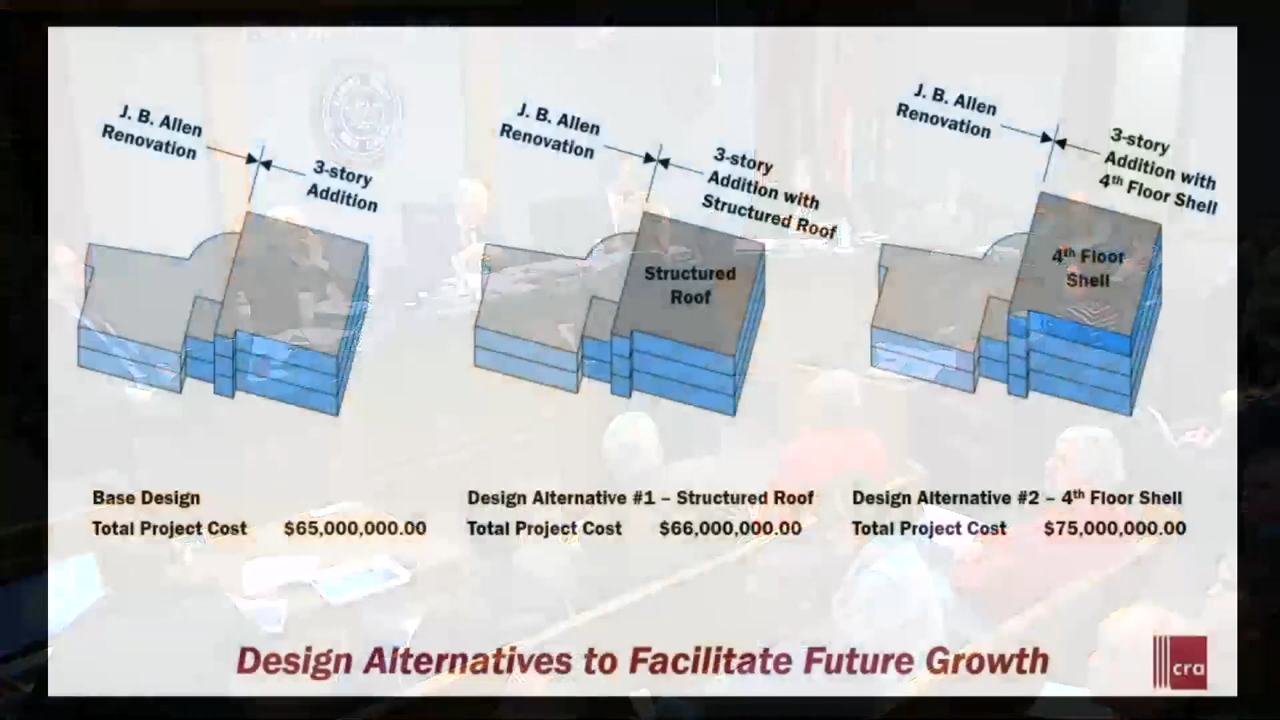 J. B. Allen
Renovation
3-story
Addition
J. B. Allen
Renovation
3-story
Addition with
Structured Roof
Structured
Roof
J. B. Allen
Renovation
3-story
Addition with
4th Floor Shell
4th Floor
Shell
Base Design
Total Project Cost $65,000,000.00
Design Alternative #1 – Structured Roof
Total Project Cost $66,000,000.00
Design Alternative #2 – 4th Floor Shell
Total Project Cost $75,000,000.00
Design Alternatives to Facilitate Future Growth
cra